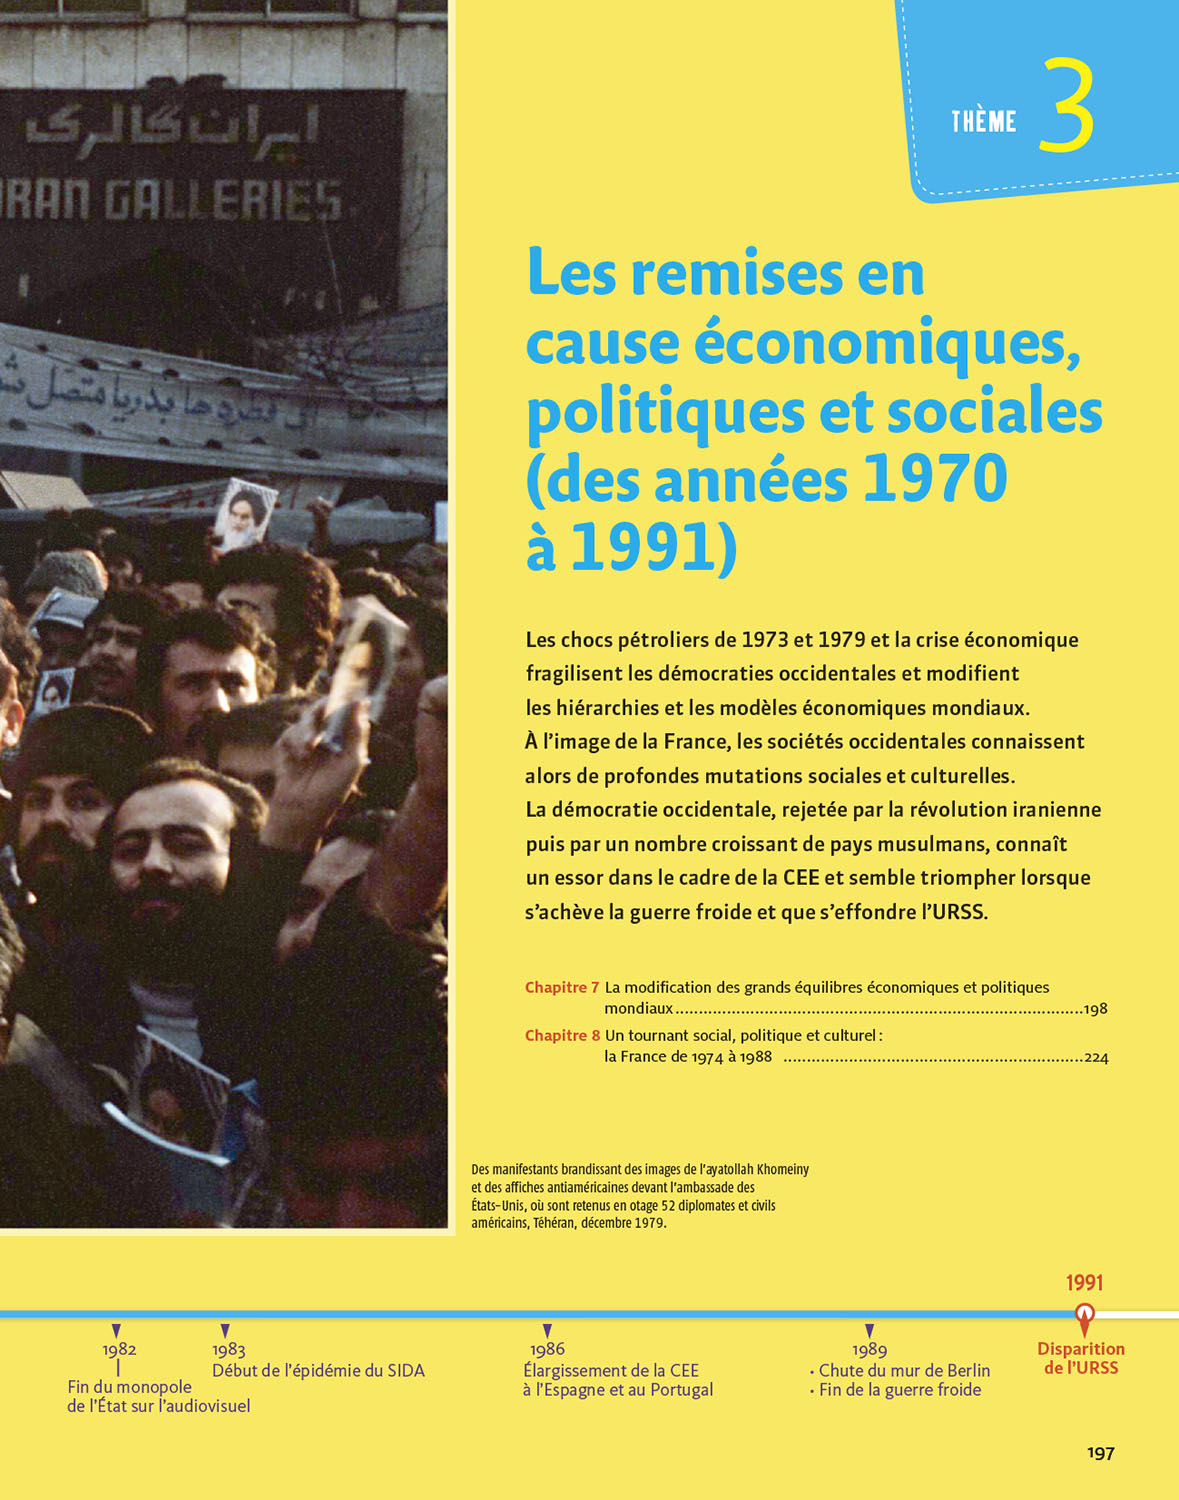 ایران گالری
IRAN GALLERIES
قطره ها بدریا متصل
THÈME 3
Les remises en
cause économiques,
politiques et sociales
(des années 1970
à 1991)
Les chocs pétroliers de 1973 et 1979 et la crise économique
fragilisent les démocraties occidentales et modifient
les hiérarchies et les modèles économiques mondiaux.
À l’image de la France, les sociétés occidentales connaissent
alors de profondes mutations sociales et culturelles.
La démocratie occidentale, rejetée par la révolution iranienne
puis par un nombre croissant de pays musulmans, connaît
un essor dans le cadre de la CEE et semble triompher lorsque
s’achève la guerre froide et que s’effondre l’URSS.
Chapitre 7 La modification des grands équilibres économiques et politiques
mondiaux.......................................................................................198
Chapitre 8 Un tournant social, politique et culturel :
la France de 1974 à 1988 ................................................................224
Des manifestants brandissant des images de l’ayatollah Khomeiny
et des affiches antiaméricaines devant l’ambassade des
États-Unis, où sont retenus en otage 52 diplomates et civils
américains, Téhéran, décembre 1979.
1991
Disparition
de l’URSS
1982
Fin du monopole
de l’État sur l’audiovisuel
1983
Début de l’épidémie du SIDA
1986
Élargissement de la CEE
à l’Espagne et au Portugal
1989
• Chute du mur de Berlin
• Fin de la guerre froide
197